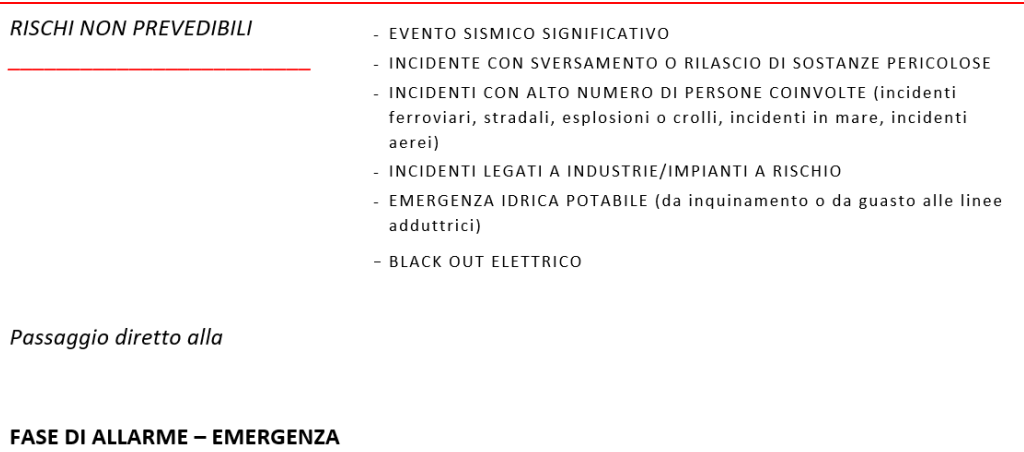 RISCHI NON PREVEDIBILI
- EVENTO SISMICO SIGNIFICATIVO
- INCIDENTE CON SVERSAMENTO O RILASCIO DI SOSTANZE PERICOLOSE
- INCIDENTI CON ALTO NUMERO DI PERSONE COINVOLTE (incidenti
ferroviari, stradali, esplosioni o crolli, incidenti in mare, incidenti
aerei)
- INCIDENTI LEGATI A INDUSTRIE/IMPIANTI A RISCHIO
- EMERGENZA IDRICA POTABILE (da inquinamento o da guasto alle linee
adduttrici)
- BLACK OUT ELETTRICO
Passaggio diretto alla
FASE DI ALLARME – EMERGENZA